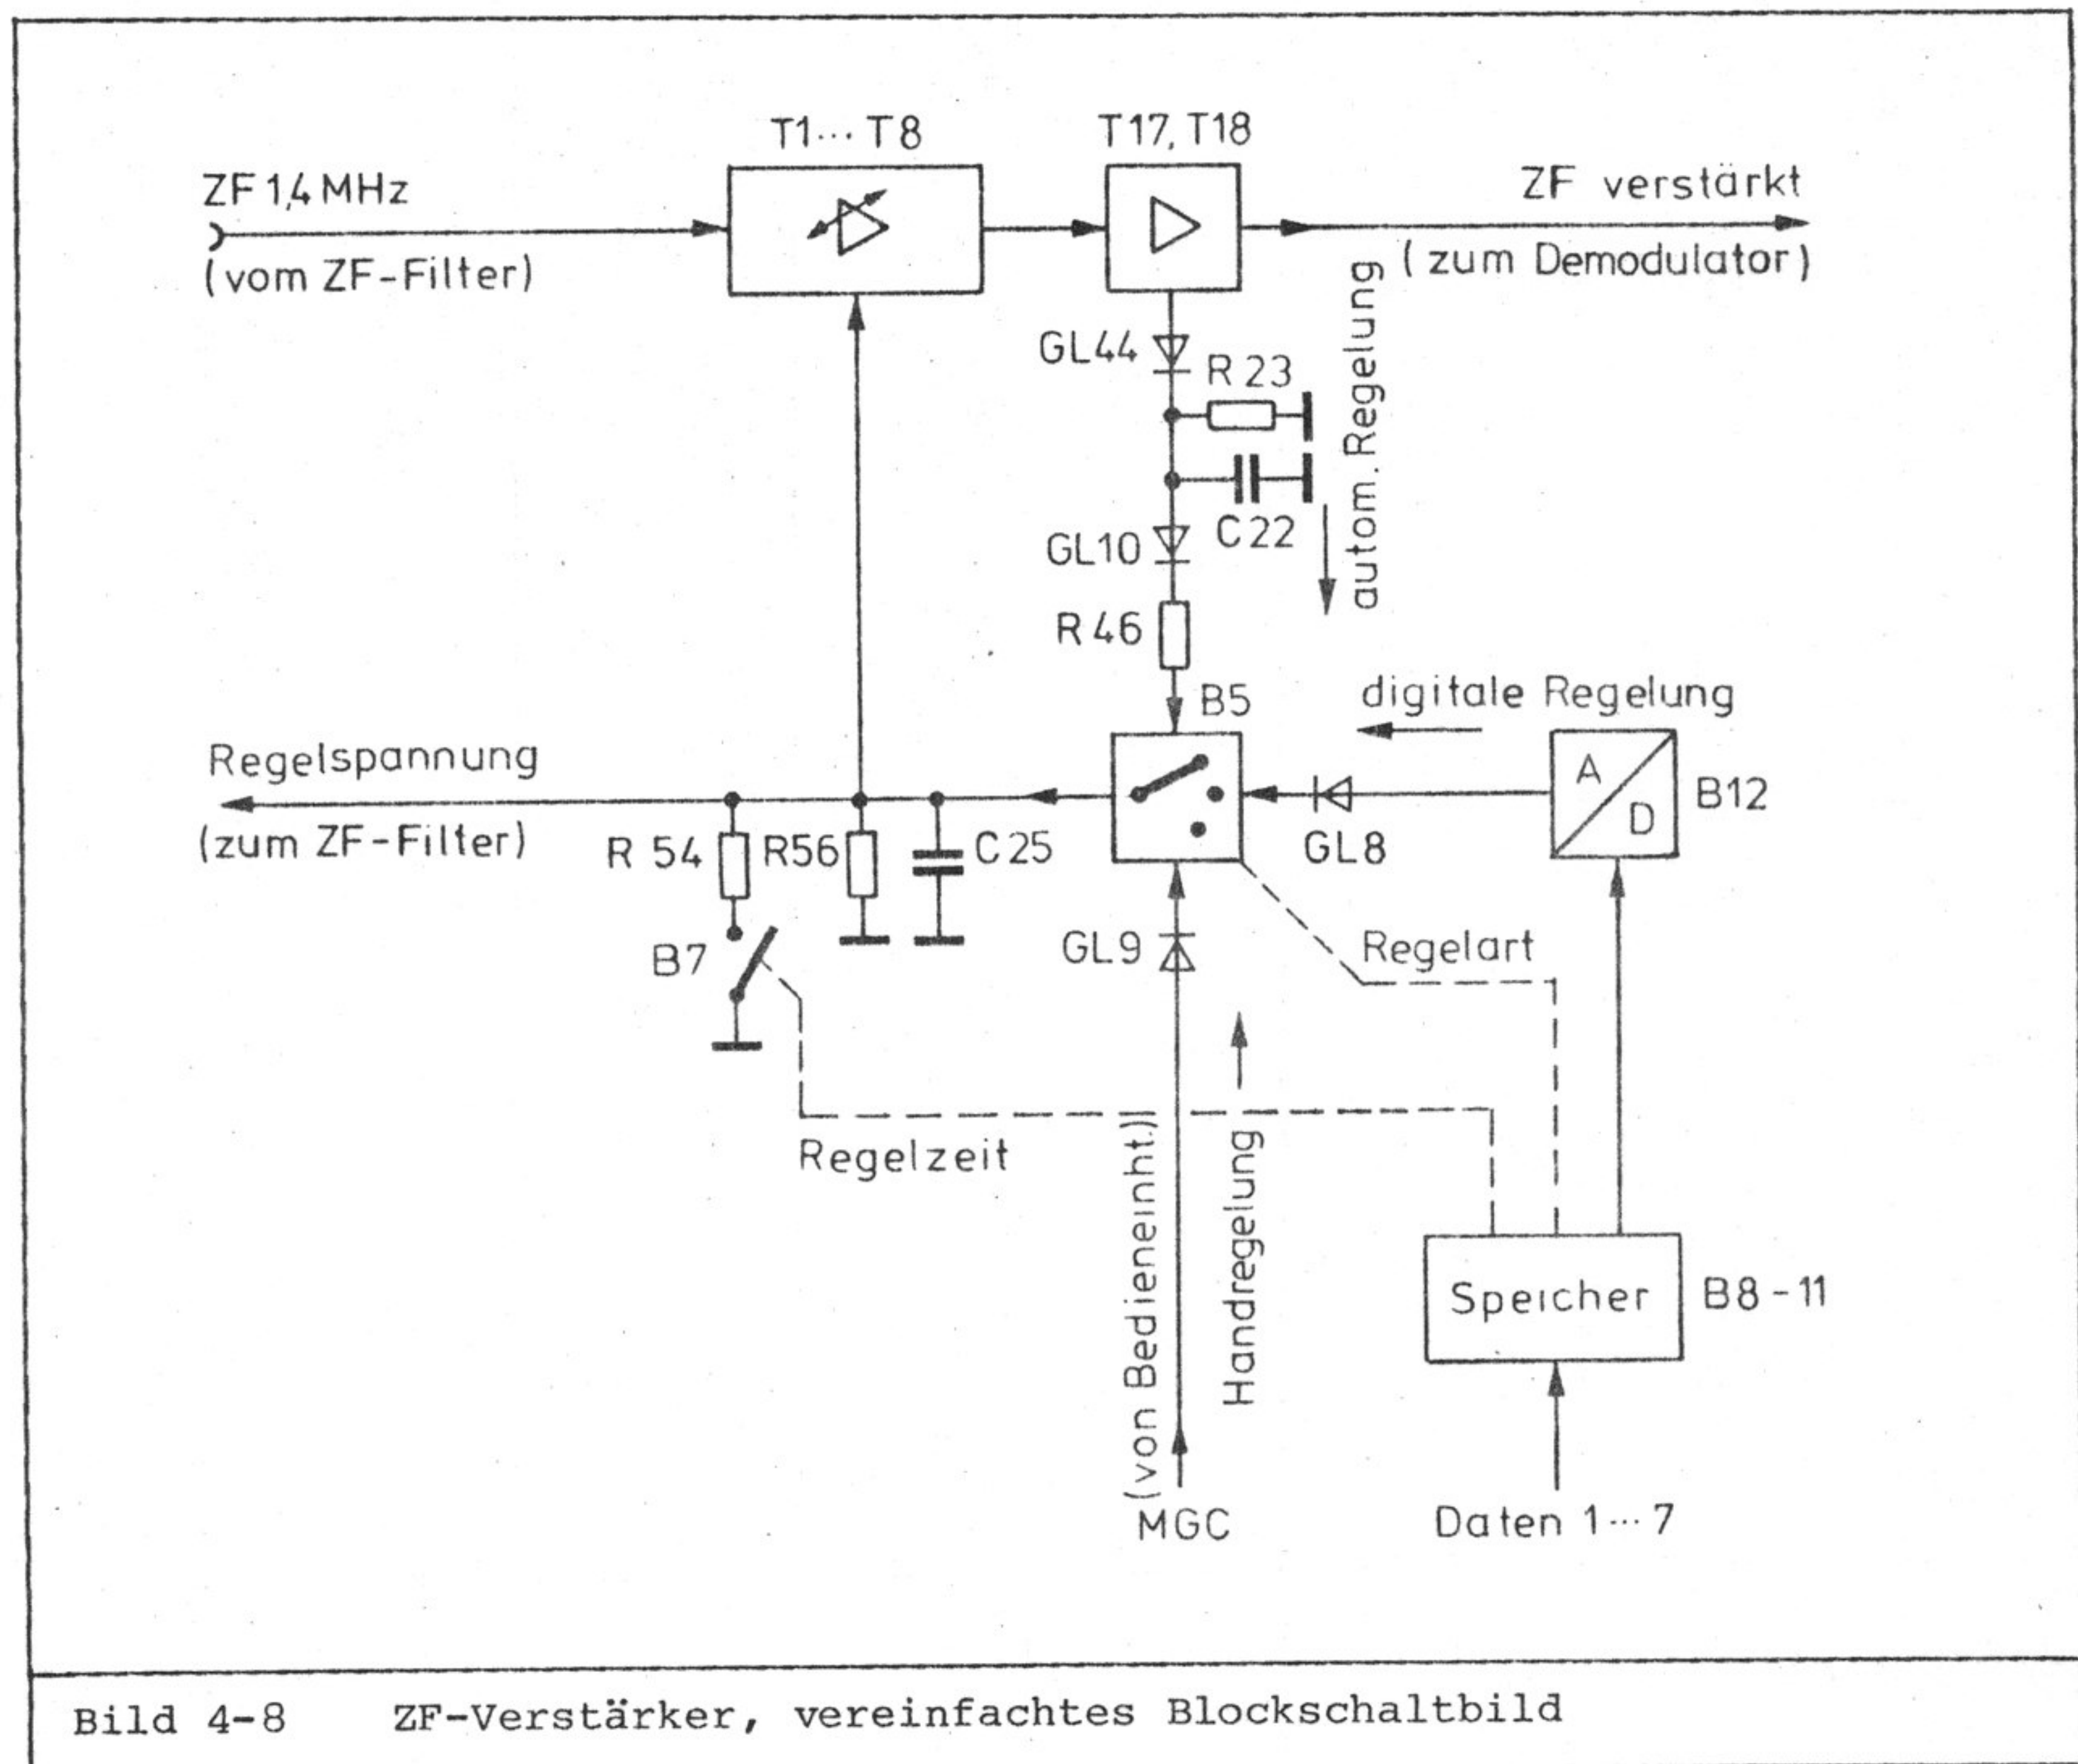 T1··· T8
T17, T18
ZF 1,4 MHz
(vom ZF-Filter)
ZF verstärkt
(zum Demodulator)
autom. Regelung
GL44
R 23
C 22
GL10
R 46
B5
digitale Regelung
A
D
B12
GL8
Regelspannung
(zum ZF-Filter)
R 54
R56
C 25
B7
GL9
Regelart
Regelzeit
(von Bedieneinht.)
Handregelung
MGC
Speicher
B8 - 11
Daten 1··· 7
Bild 4-8 ZF-Verstärker, vereinfachtes Blockschaltbild